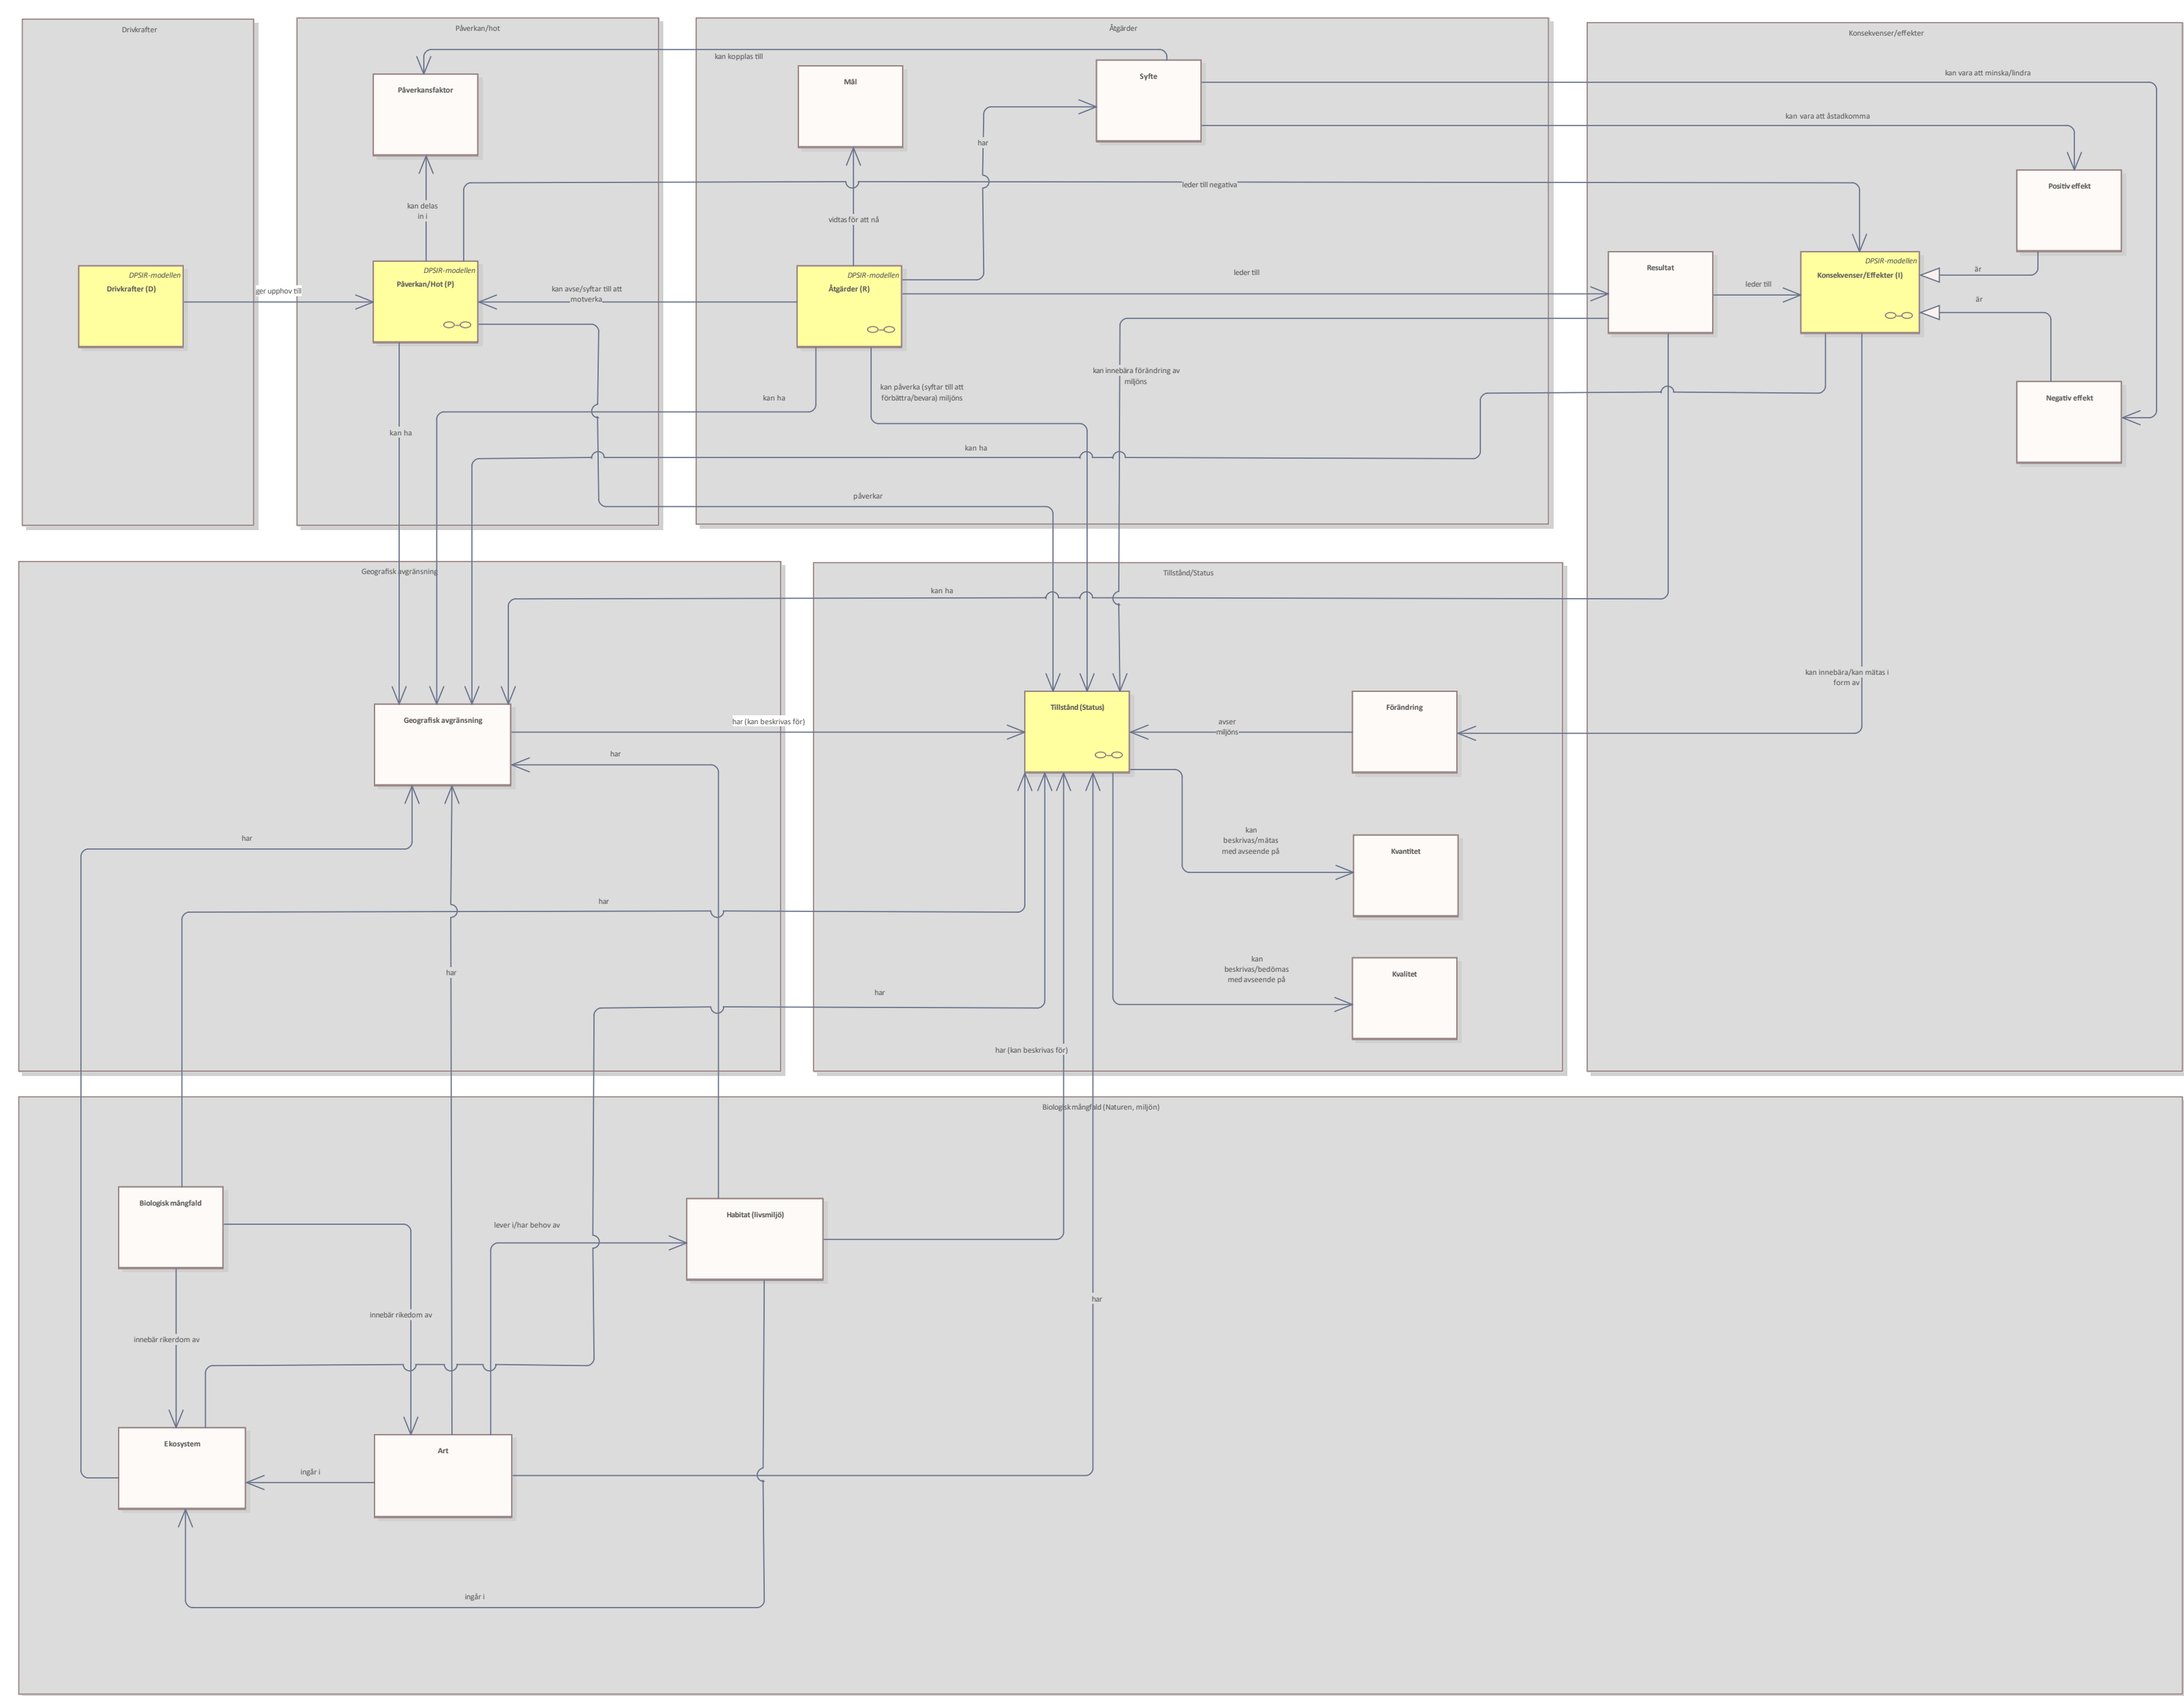 Drivkrafter
Påverkan/hot
Åtgärder
Konsekvenser/effekter
kan kopplas till
Påverkansfaktor
Mål
Syfte
kan vara att minska/lindra
kan vara att åstadkomma
har
Positiv effekt
leder till negativa
kan delas
in i
vidtas för att nå
DPSIR-modellen
Drivkrafter (D)
ger upphov till
DPSIR-modellen
Påverkan/Hot (P)
kan avse/syftar till att
motverka
DPSIR-modellen
Åtgärder (R)
leder till
Resultat
leder till
DPSIR-modellen
Konsekvenser/Effekter (I)
är
är
kan innebära förändring av
miljöns
kan påverka (syftar till att
förbättra/bevara) miljöns
kan ha
Negativ effekt
kan ha
kan ha
påverkar
Geografisk avgränsning
Tillstånd/Status
kan ha
kan innebära/kan mätas i
form av
Geografisk avgränsning
har (kan beskrivas för)
Tillstånd (Status)
avser
miljöns
Förändring
har
har
kan
beskrivas/mätas
med avseende på
Kvantitet
har
kan
beskrivas/bedömas
med avseende på
Kvalitet
har
har
har (kan beskrivas för)
Biologisk mångfald (Naturen, miljön)
Biologisk mångfald
Habitat (livsmiljö)
lever i/har behov av
har
innebär rikedom av
innebär rikerdom av
Ekosystem
Art
ingår i
ingår i